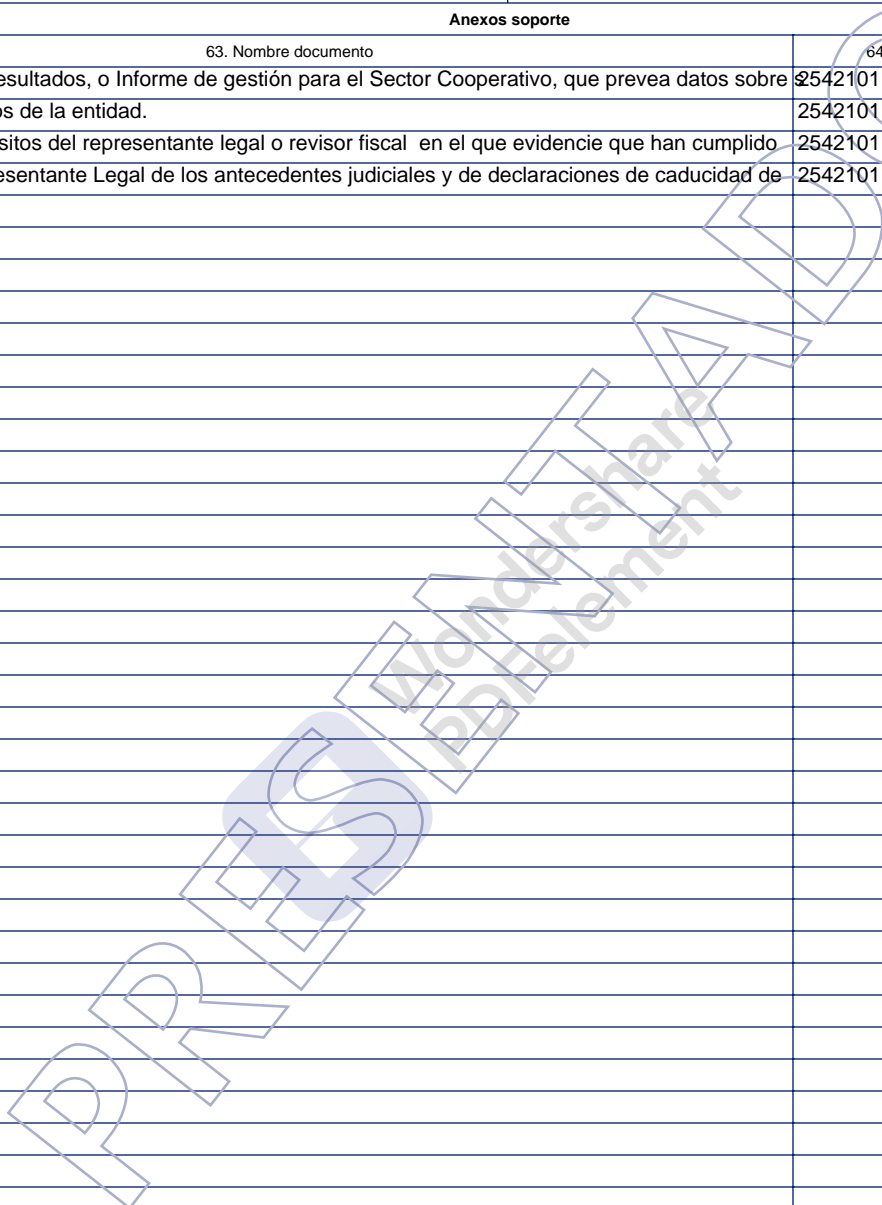 Anexos soporte
63. Nombre documento 64
esultados, o Informe de gestión para el Sector Cooperativo, que prevea datos sobre s 2542101
os de la entidad. 2542101
sitos del representante legal o revisor fiscal en el que evidencie que han cumplido 2542101
esentante Legal de los antecedentes judiciales y de declaraciones de caducidad de 2542101
PRESENTADO
Wondershare
PDFelement